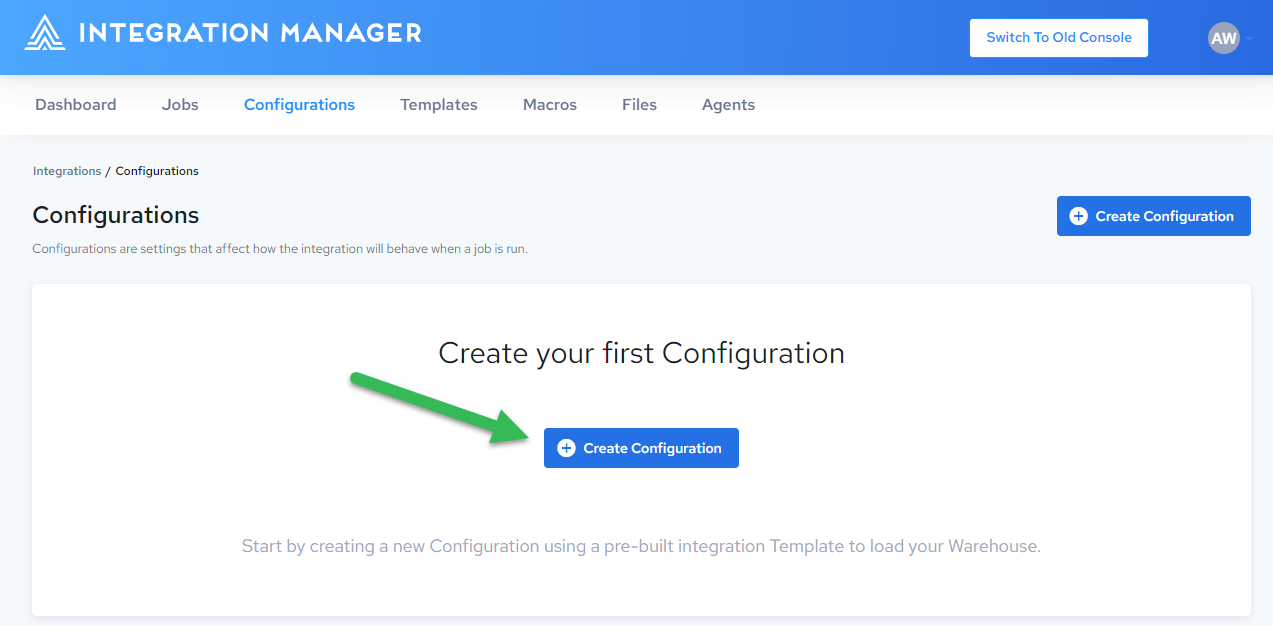 INTEGRATION MANAGER
Switch To Old Console
AW
Dashboard Jobs Configurations Templates Macros Files Agents
Integrations / Configurations
Configurations
Create Configuration
Configurations are settings that affect how the integration will behave when a job is run.
Create your first Configuration
Create Configuration
Start by creating a new Configuration using a pre-built integration Template to load your Warehouse.